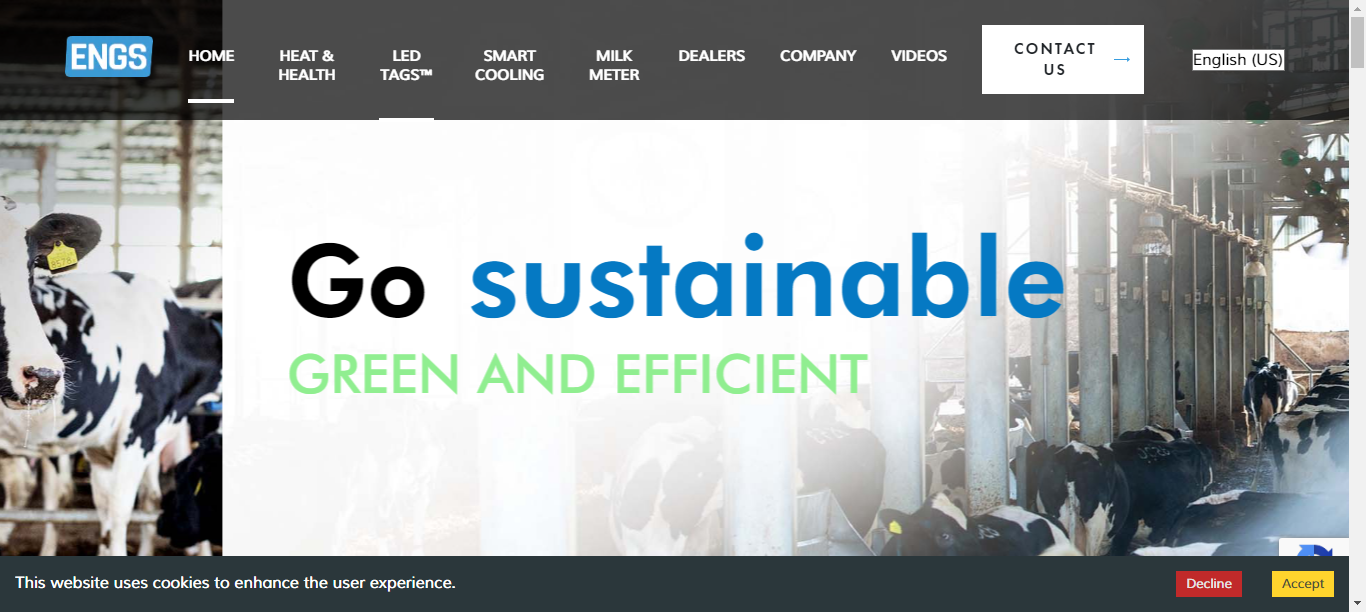 ENGS
HOME
HEAT &
HEALTH
LED
TAGS™
SMART
COOLING
MILK
METER
DEALERS
COMPANY
VIDEOS
CONTACT
US →
English (US)
Go sustainable
GREEN AND EFFICIENT
This website uses cookies to enhance the user experience.
Decline
Accept